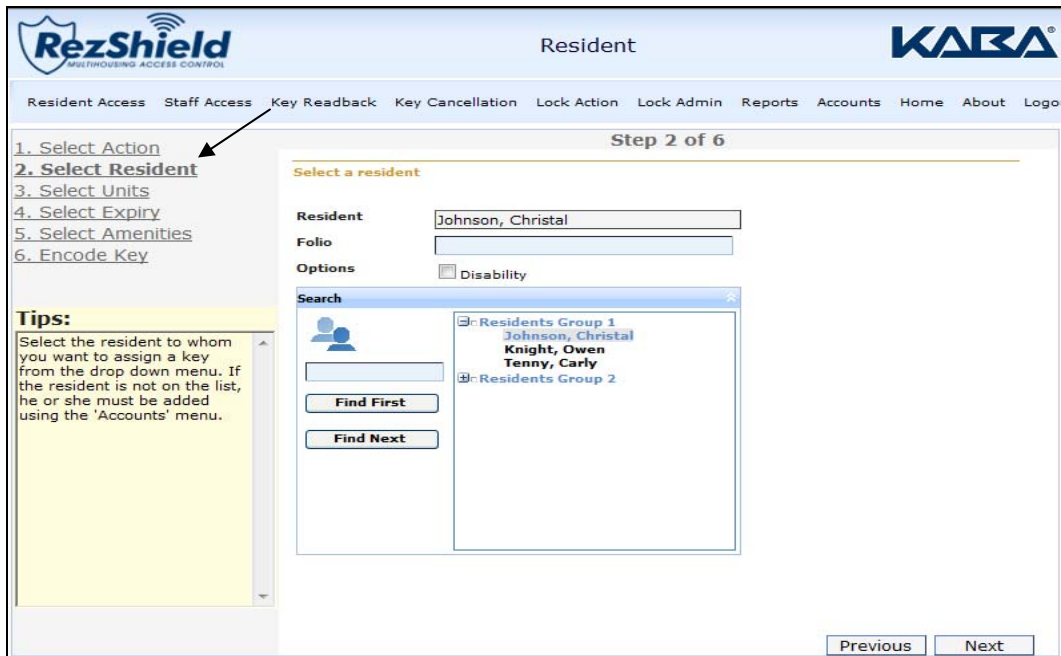 RezShield
MULTIHOUSING ACCESS CONTROL
Resident
KABA®
Resident Access Staff Access Key Readback Key Cancellation Lock Action Lock Admin Reports Accounts Home About Logo
1. Select Action
2. Select Resident
3. Select Units
4. Select Expiry
5. Select Amenities
6. Encode Key
Tips:
Select the resident to whom
you want to assign a key
from the drop down menu. If
the resident is not on the list,
he or she must be added
using the 'Accounts' menu.
Step 2 of 6
Select a resident
Resident Johnson, Christal
Folio
Options Disability
Search
Residents Group 1
Johnson, Christal
Knight, Owen
Tenny, Carly
Residents Group 2
Find First
Find Next
Previous Next